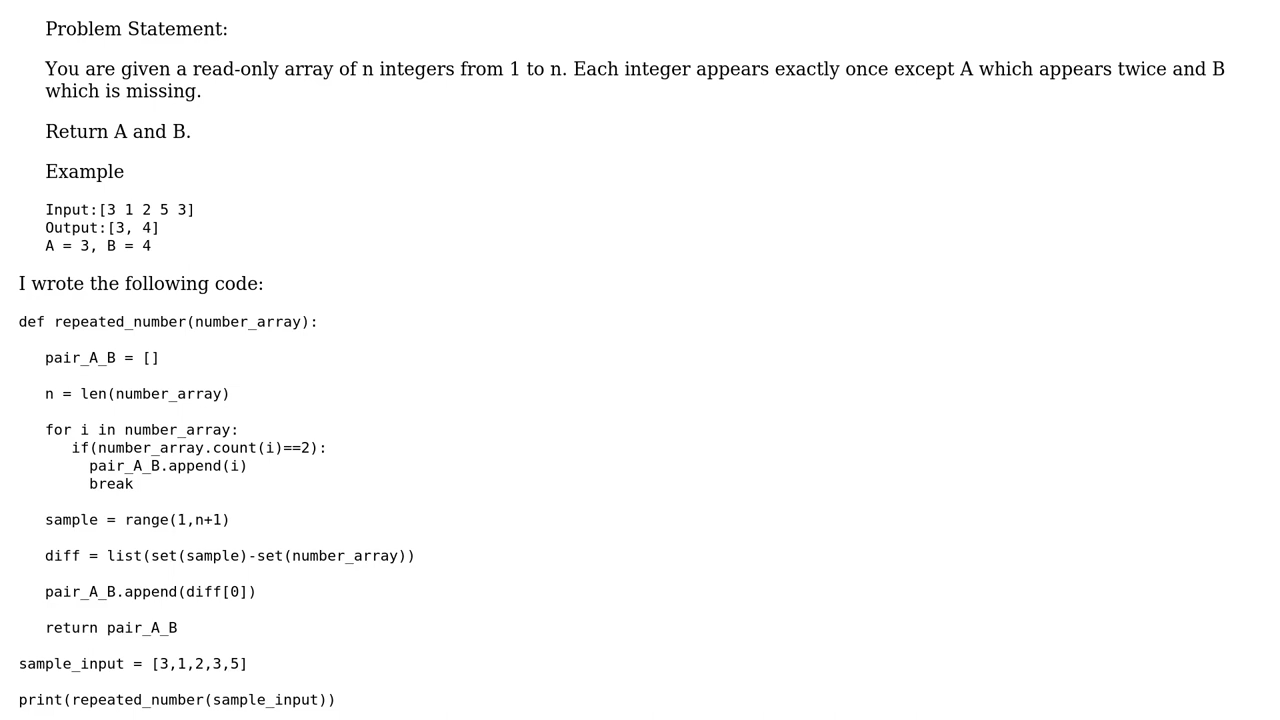 Problem Statement:
You are given a read-only array of n integers from 1 to n. Each integer appears exactly once except A which appears twice and B
which is missing.
Return A and B.
Example
Input:[3 1 2 5 3]
Output:[3, 4]
A = 3, B = 4
I wrote the following code:
def repeated_number(number_array):
   pair_A_B = []
   n = len(number_array)
   for i in number_array:
      if(number_array.count(i)==2):
        pair_A_B.append(i)
        break
   sample = range(1,n+1)
   diff = list(set(sample)-set(number_array))
   pair_A_B.append(diff[0])
   return pair_A_B
sample_input = [3,1,2,3,5]
print(repeated_number(sample_input))